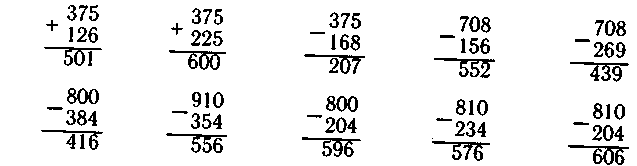 + 375 + 375 − 375 − 708 − 708
126 225 168 156 269
501 600 207 552 439
− 800 − 910 − 800 − 810 − 810
384 354 204 234 204
416 556 596 576 606